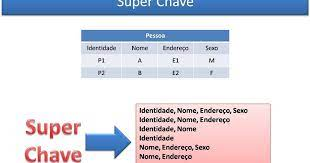 Super Chave
Pessoa
Identidade Nome Endereço Sexo
P1 A E1 M
P2 B E2 F
Super
Chave
Identidade, Nome, Endereço, Sexo
Identidade, Nome, Endereço
Identidade, Nome
Identidade
Nome, Endereço, Sexo
Nome, Endereço